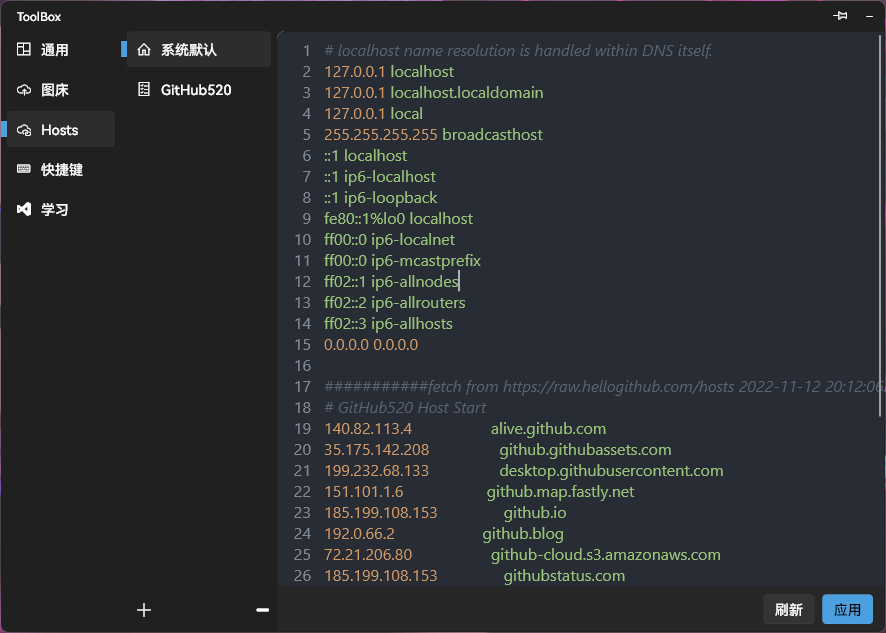 ToolBox
通用
图床
Hosts
快捷键
学习
系统默认
GitHub520
1 # localhost name resolution is handled within DNS itself.
2 127.0.0.1 localhost
3 127.0.0.1 localhost.localdomain
4 127.0.0.1 local
5 255.255.255.255 broadcasthost
6 ::1 localhost
7 ::1 ip6-localhost
8 ::1 ip6-loopback
9 fe80::1%lo0 localhost
10 ff00::0 ip6-localnet
11 ff00::0 ip6-mcastprefix
12 ff02::1 ip6-allnodes
13 ff02::2 ip6-allrouters
14 ff02::3 ip6-allhosts
15 0.0.0.0 0.0.0.0
16
17 ###########fetch from https://raw.hellogithub.com/hosts 2022-11-12 20:12:06
18 # GitHub520 Host Start
19 140.82.113.4 alive.github.com
20 35.175.142.208 github.githubassets.com
21 199.232.68.133 desktop.githubusercontent.com
22 151.101.1.6 github.map.fastly.net
23 185.199.108.153 github.io
24 192.0.66.2 github.blog
25 72.21.206.80 github-cloud.s3.amazonaws.com
26 185.199.108.153 githubstatus.com
刷新
应用